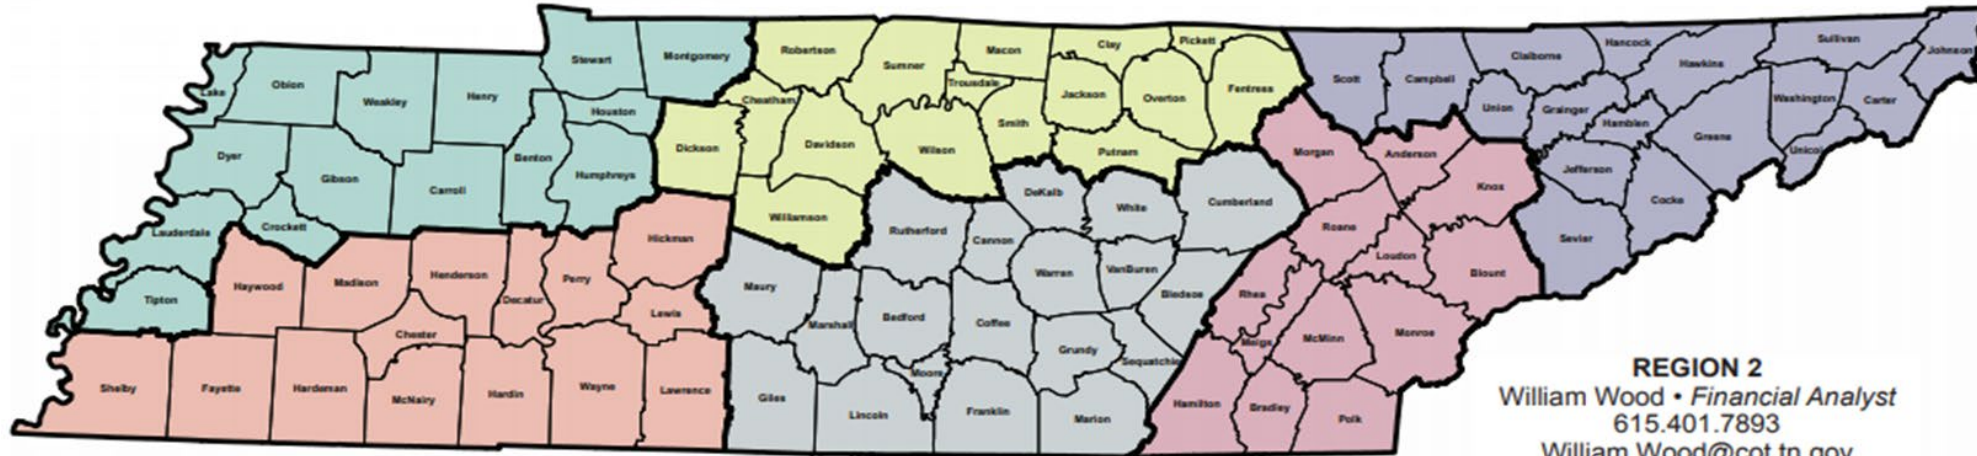 Lake
Obion
Weakley
Henry
Stewart
Montgomery
Houston
Dyer
Gibson
Carroll
Benton
Humphreys
Lauderdale
Crockett
Tipton
Robertson
Sumner
Macon
Clay
Pickett
Trousdale
Cheatham
Jackson
Overton
Fentress
Dickson
Davidson
Wilson
Smith
Putnam
Williamson
Scott
Campbell
Claiborne
Hancock
Hawkins
Sullivan
Johnson
Union
Grainger
Hamblen
Washington
Carter
Greene
Unicoi
Jefferson
Cocke
Sevier
Haywood
Madison
Henderson
Decatur
Perry
Hickman
Lewis
Chester
Shelby
Fayette
Hardeman
McNairy
Hardin
Wayne
Lawrence
DeKalb
White
Cumberland
Rutherford
Cannon
Warren
VanBuren
Bledsoe
Maury
Marshall
Bedford
Coffee
Grundy
Sequatchie
Moore
Giles
Lincoln
Franklin
Marion
Morgan
Anderson
Knox
Roane
Loudon
Blount
Rhea
Meigs
McMinn
Monroe
Hamilton
Bradley
Polk
REGION 2
William Wood • Financial Analyst
615.401.7893
William.Wood@cot.tn.gov